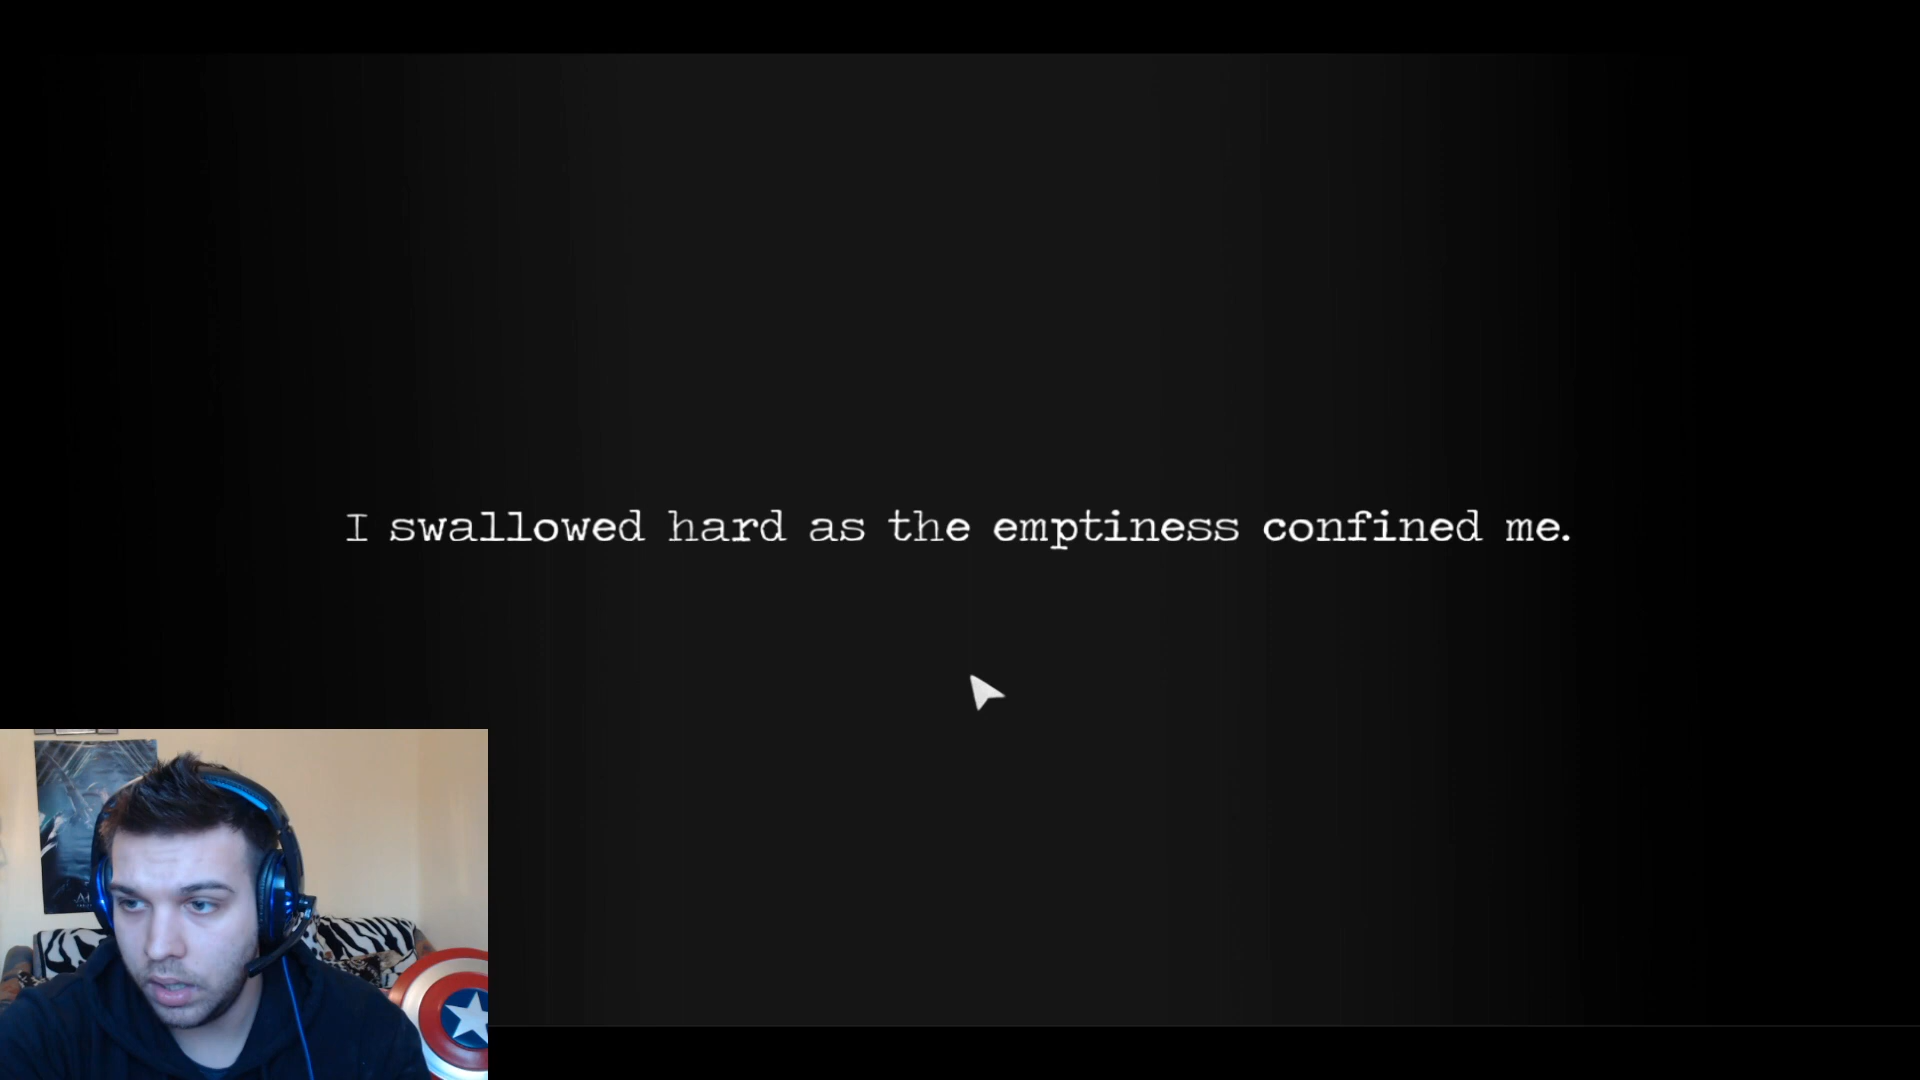 I swallowed hard as the emptiness confined me.